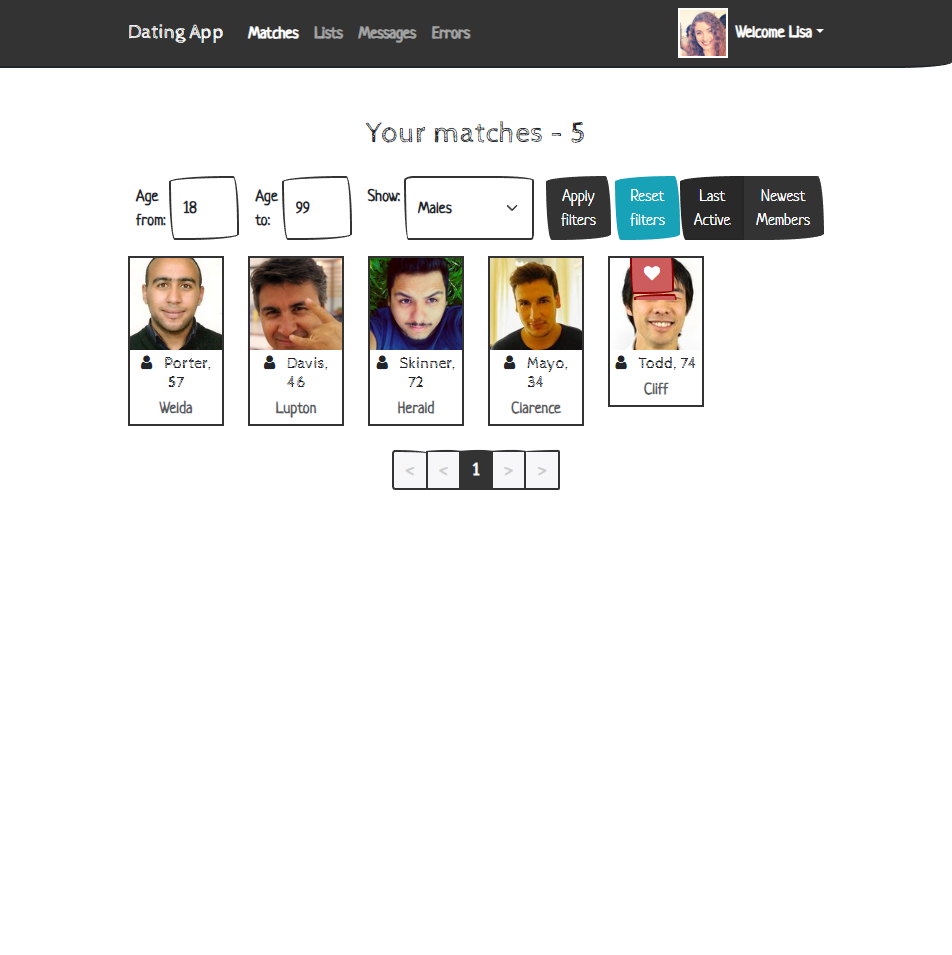 Dating App Matches Lists Messages Errors Welcome Lisa
Your matches - 5
Age from: 18 Age to: 99 Show: Males Apply filters Reset filters Last Active Newest Members
Porter, 57
Welda
Davis, 46
Lupton
Skinner, 72
Herald
Mayo, 34
Clarence
Todd, 74
Cliff
< < 1 > >